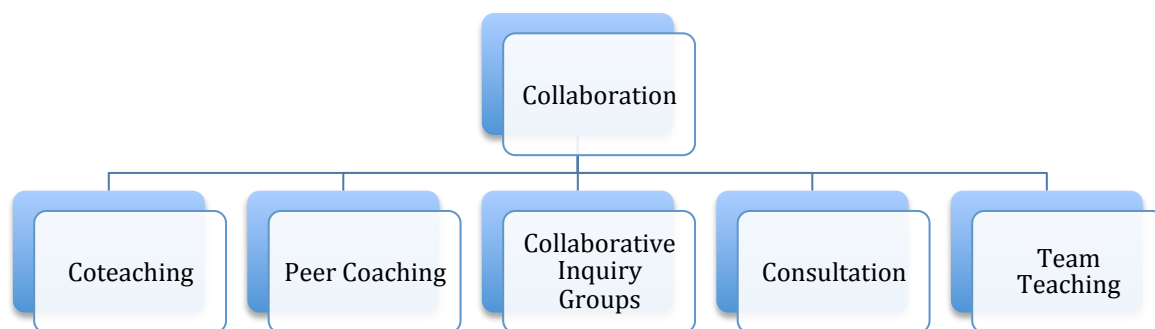 Collaboration
Coteaching
Peer Coaching
Collaborative
Inquiry
Groups
Consultation
Team
Teaching